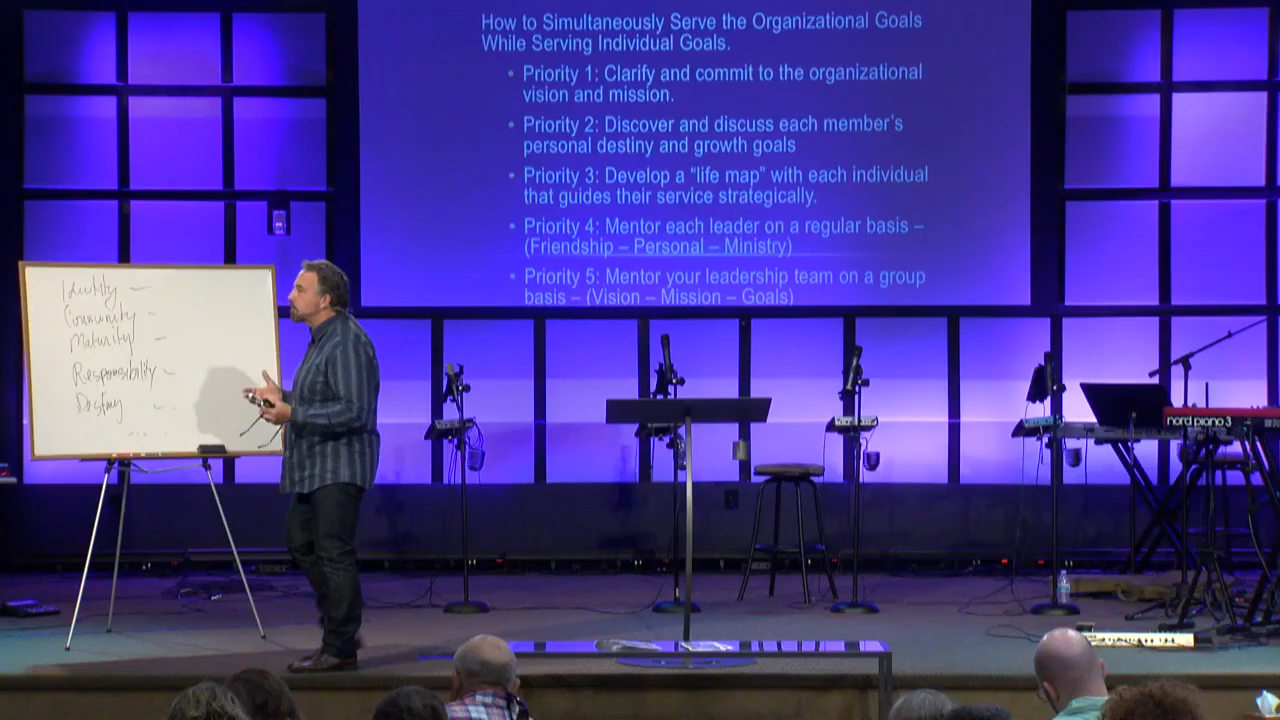 How to Simultaneously Serve the Organizational Goals
While Serving Individual Goals.
• Priority 1: Clarify and commit to the organizational
vision and mission.
• Priority 2: Discover and discuss each member's
personal destiny and growth goals
• Priority 3: Develop a "life map" with each individual
that guides their service strategically.
• Priority 4: Mentor each leader on a regular basis –
(Friendship – Personal – Ministry)
• Priority 5: Mentor your leadership team on a group
basis – (Vision – Mission – Goals)
Identity –
Community -
Maturity -
Responsibility -
Destiny ...
nord piano 3